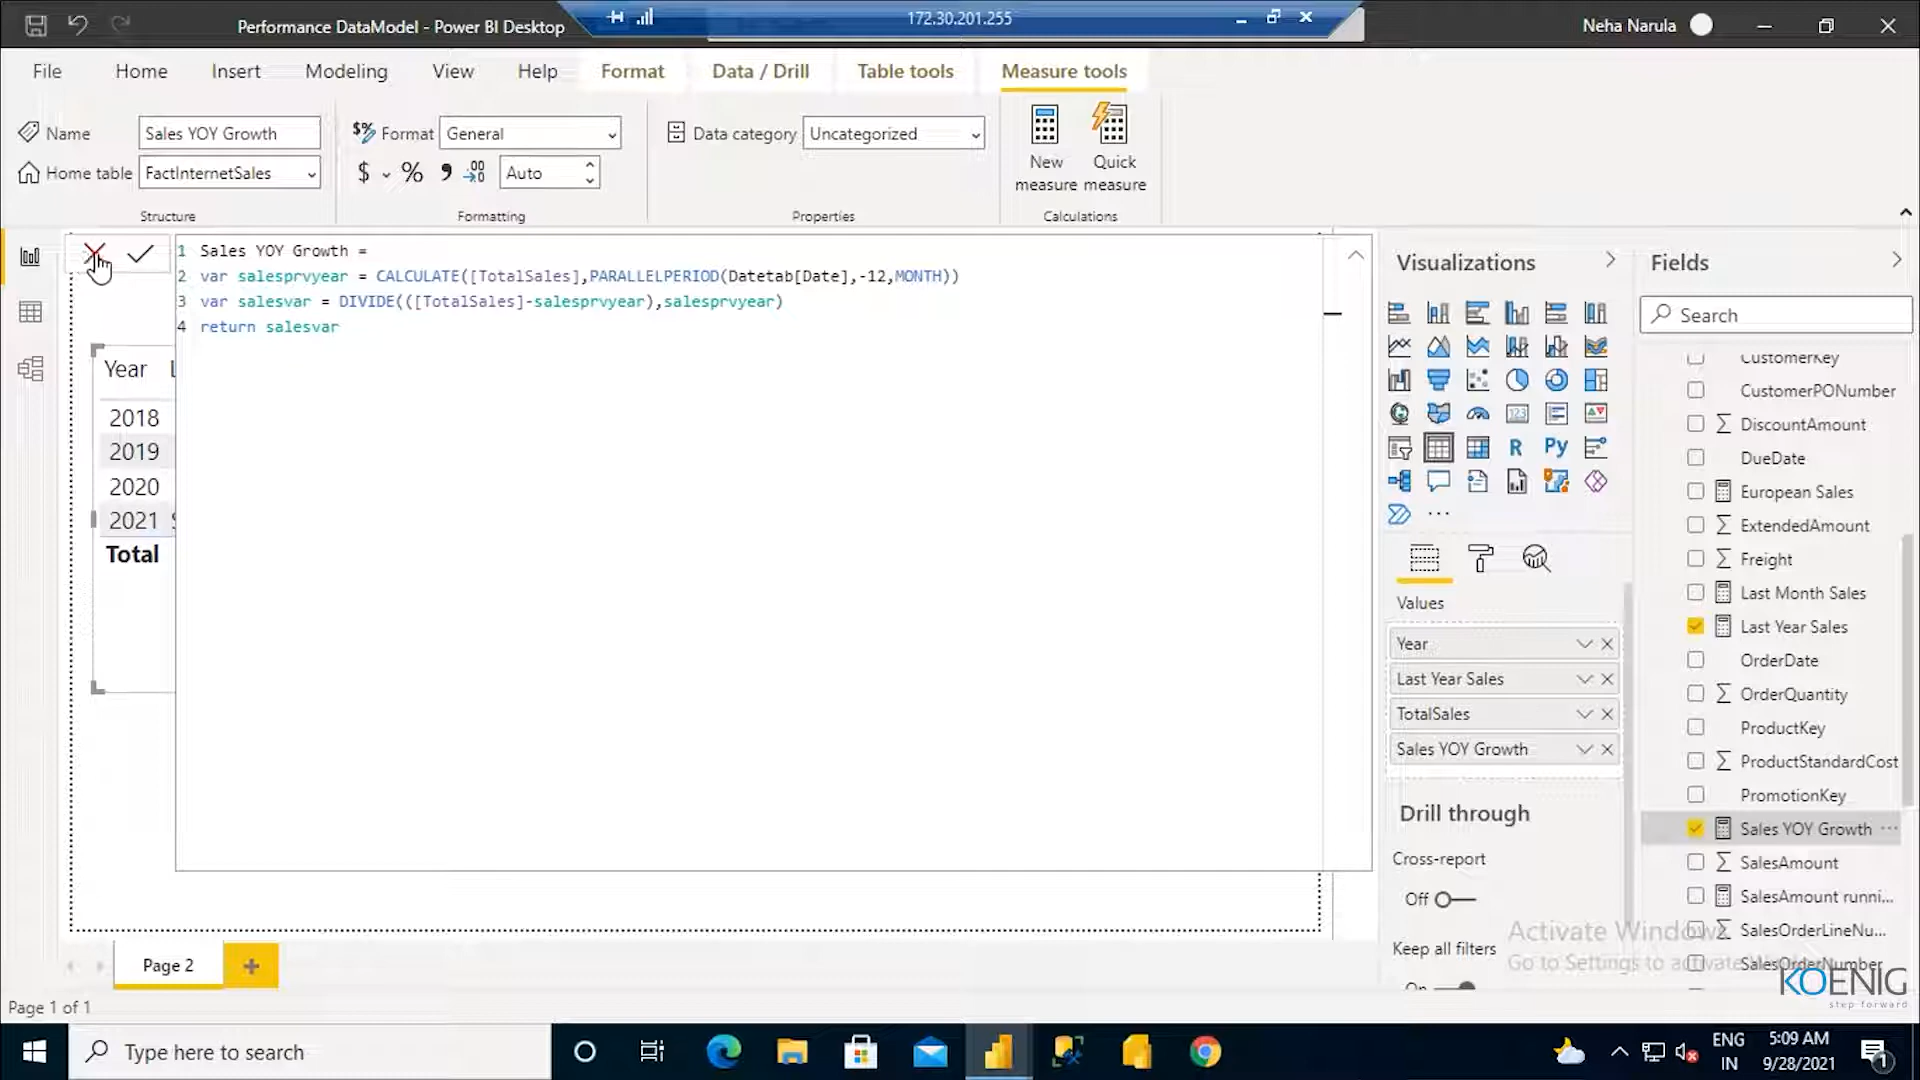 Performance DataModel - Power BI Desktop
172.30.201.255
Neha Narula
File Home Insert Modeling View Help Format Data / Drill Table tools Measure tools
Name Sales YOY Growth
Format General
Data category Uncategorized
Home table FactInternetSales
$ % Auto
New measure
Quick measure
Structure
Formatting
Properties
Calculations
1 Sales YOY Growth =
2 var salesprvyear = CALCULATE([TotalSales],PARALLELPERIOD(Datetab[Date],-12,MONTH))
3 var salesvar = DIVIDE(([TotalSales]-salesprvyear),salesprvyear)
4 return salesvar
Year
2018
2019
2020
2021
Total
Visualizations
123
R
Py
Values
Year
Last Year Sales
TotalSales
Sales YOY Growth
Drill through
Cross-report
Off
Keep all filters
On
Fields
Search
CustomerKey
CustomerPONumber
DiscountAmount
DueDate
European Sales
ExtendedAmount
Freight
Last Month Sales
Last Year Sales
OrderDate
OrderQuantity
ProductKey
ProductStandardCost
PromotionKey
Sales YOY Growth
SalesAmount
SalesAmount runni...
SalesOrderLineNu...
SalesOrderNumber
Activate Windows
Go to Settings to activate
KOENIG
step forward
Page 2
Page 1 of 1
Type here to search
ENG
IN
5:09 AM
9/28/2021
1